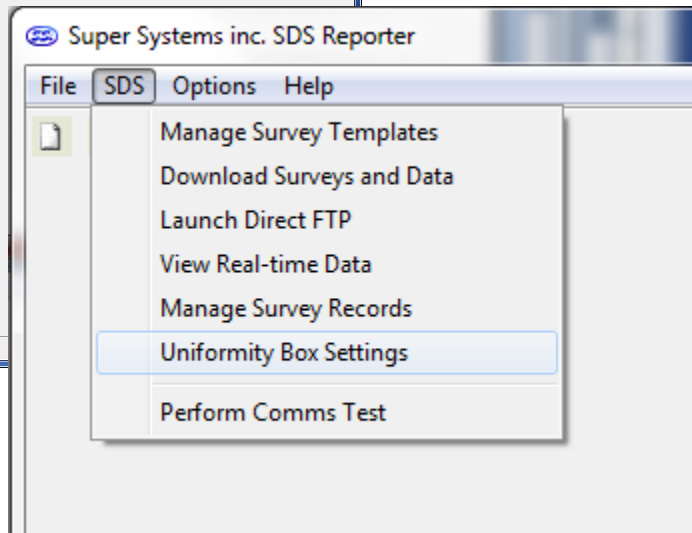 Super Systems inc. SDS Reporter
File SDS Options Help
Manage Survey Templates
Download Surveys and Data
Launch Direct FTP
View Real-time Data
Manage Survey Records
Uniformity Box Settings
Perform Comms Test